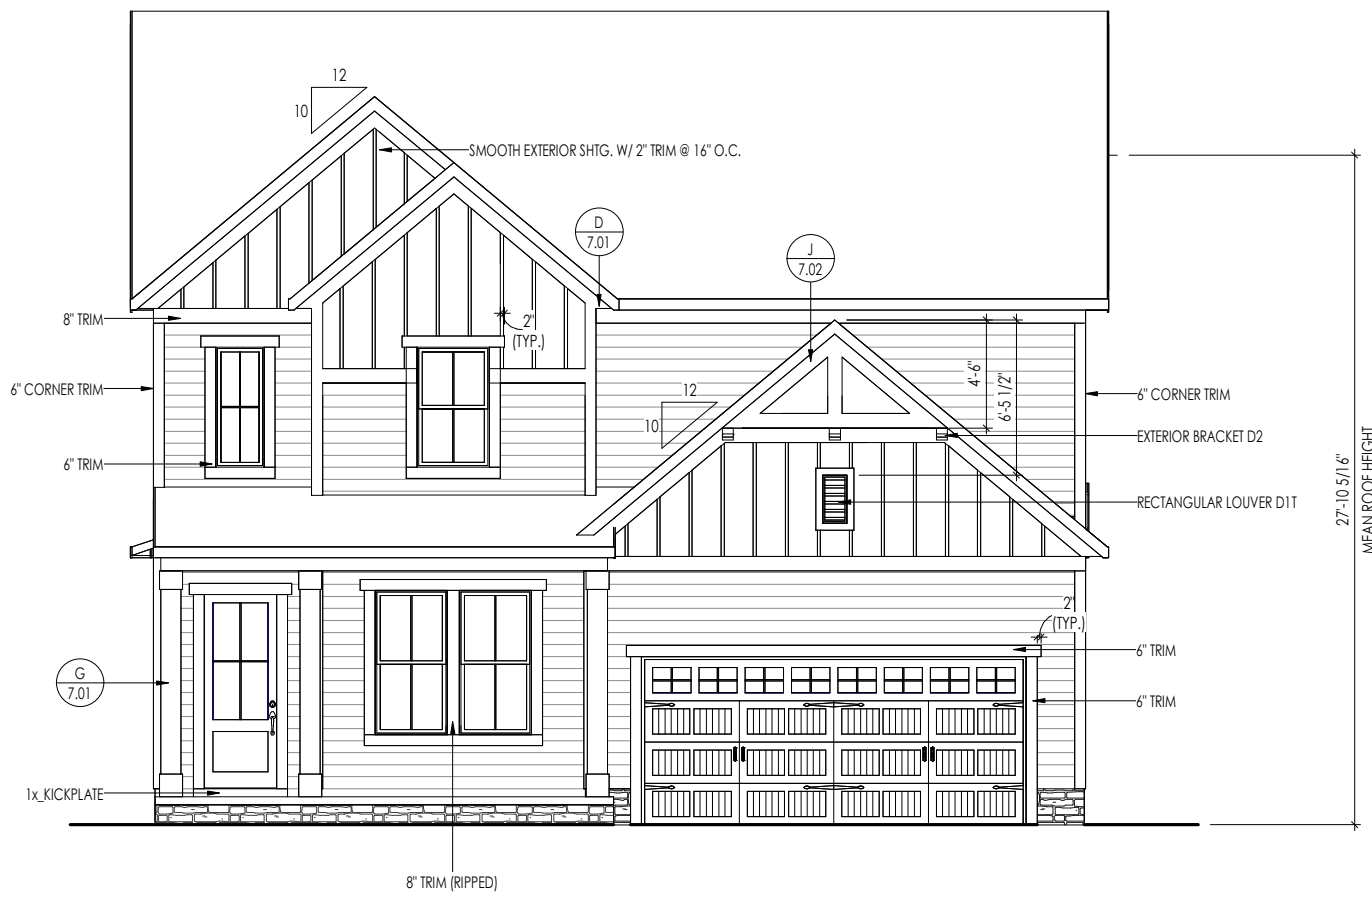 12
10
SMOOTH EXTERIOR SHTG. W/ 2" TRIM @ 16" O.C.
D
7.01
J
7.02
8" TRIM
2"
(TYP.)
6" CORNER TRIM
4'-6"
6'-5 1/2"
12
10
6" CORNER TRIM
EXTERIOR BRACKET D2
6" TRIM
RECTANGULAR LOUVER D1T
27'-10 5/16"
MEAN ROOF HEIGHT
2"
(TYP.)
6" TRIM
G
7.01
6" TRIM
1x_KICKPLATE
8" TRIM (RIPPED)